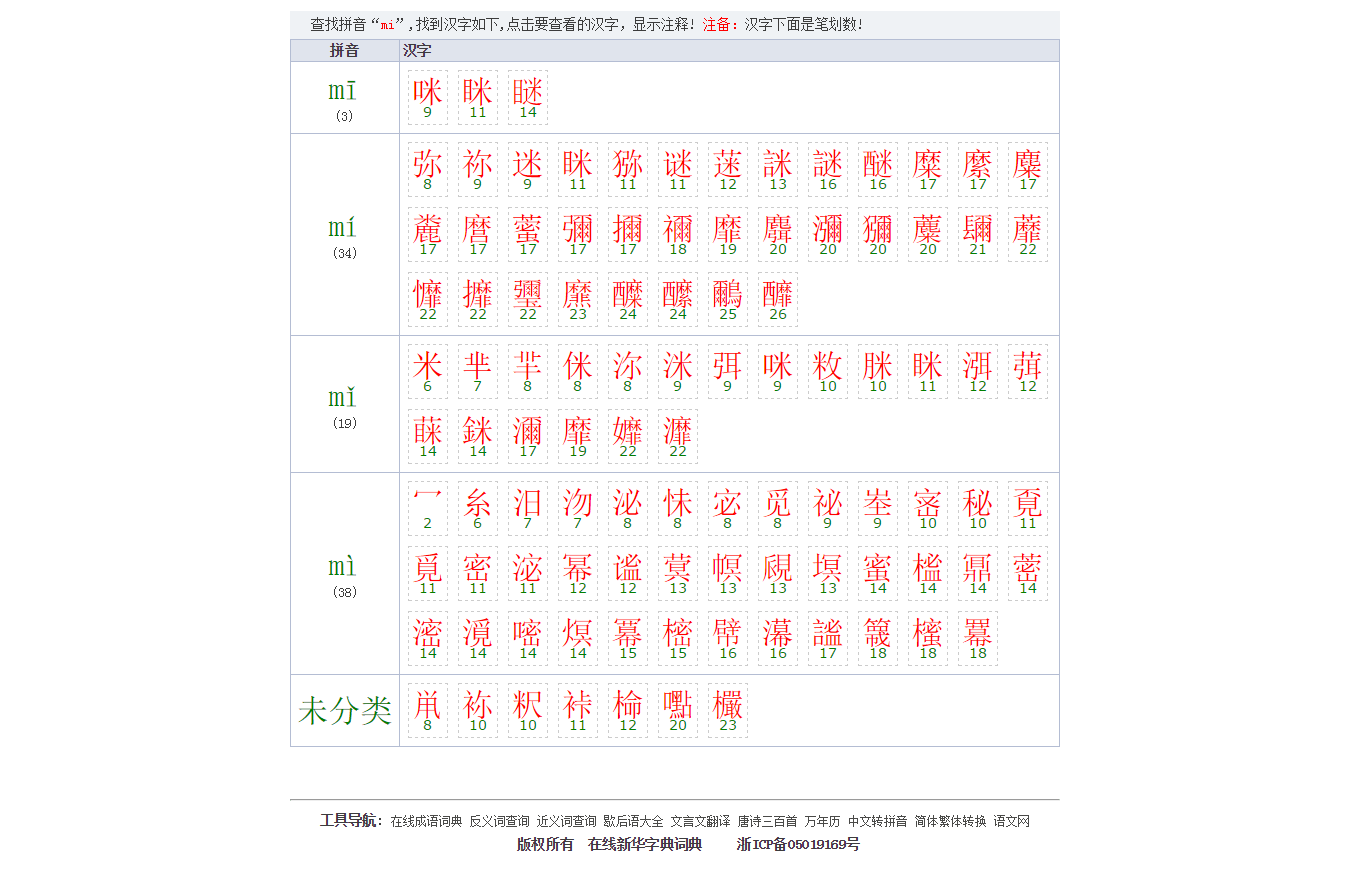 查找拼音“mi”,找到汉字如下,点击要查看的汉字，显示注释! 注备：汉字下面是笔划数!
拼音 汉字
mī (3)
咪 眯 瞇
9 11 14
mí (34)
弥 祢 迷 眯 猕 谜 蒾 詸 謎 醚 糜 縻 麋
8 9 9 11 11 11 12 13 16 16 17 17 17
麊 麿 藌 彌 擟 禰 靡 麛 瀰 獼 蘪 镾 蘼
17 17 17 17 17 18 19 20 20 20 20 21 22
戂 攠 瓕 爢 醾 醿 鸍 釄
22 22 22 23 24 24 25 26
mǐ (19)
米 芈 羋 侎 沵 洣 弭 咪 敉 脒 眯 渳 葞
6 7 8 8 8 9 9 9 10 10 11 12 12
蔝 銤 濔 靡 孊 灖
14 14 17 19 22 22
mì (38)
冖 糸 汨 沕 泌 怽 宓 觅 祕 峚 宻 秘 覔
2 6 7 7 8 8 8 8 9 9 10 10 11
覓 密 淧 幂 谧 蓂 幎 覛 塓 蜜 榓 鼏 蔤
11 11 11 12 12 13 13 13 13 14 14 14 14
滵 漞 嘧 熐 冪 樒 幦 濗 謐 簚 櫁 羃
14 14 14 14 15 15 16 16 17 18 18 18
未分类
8 10 10 11 12 20 23
工具导航：在线成语词典 反义词查询 近义词查询 歇后语大全 文言文翻译 唐诗三百首 万年历 中文转拼音 简体繁体转换 语文网
版权所有 在线新华字典词典 浙ICP备05019169号